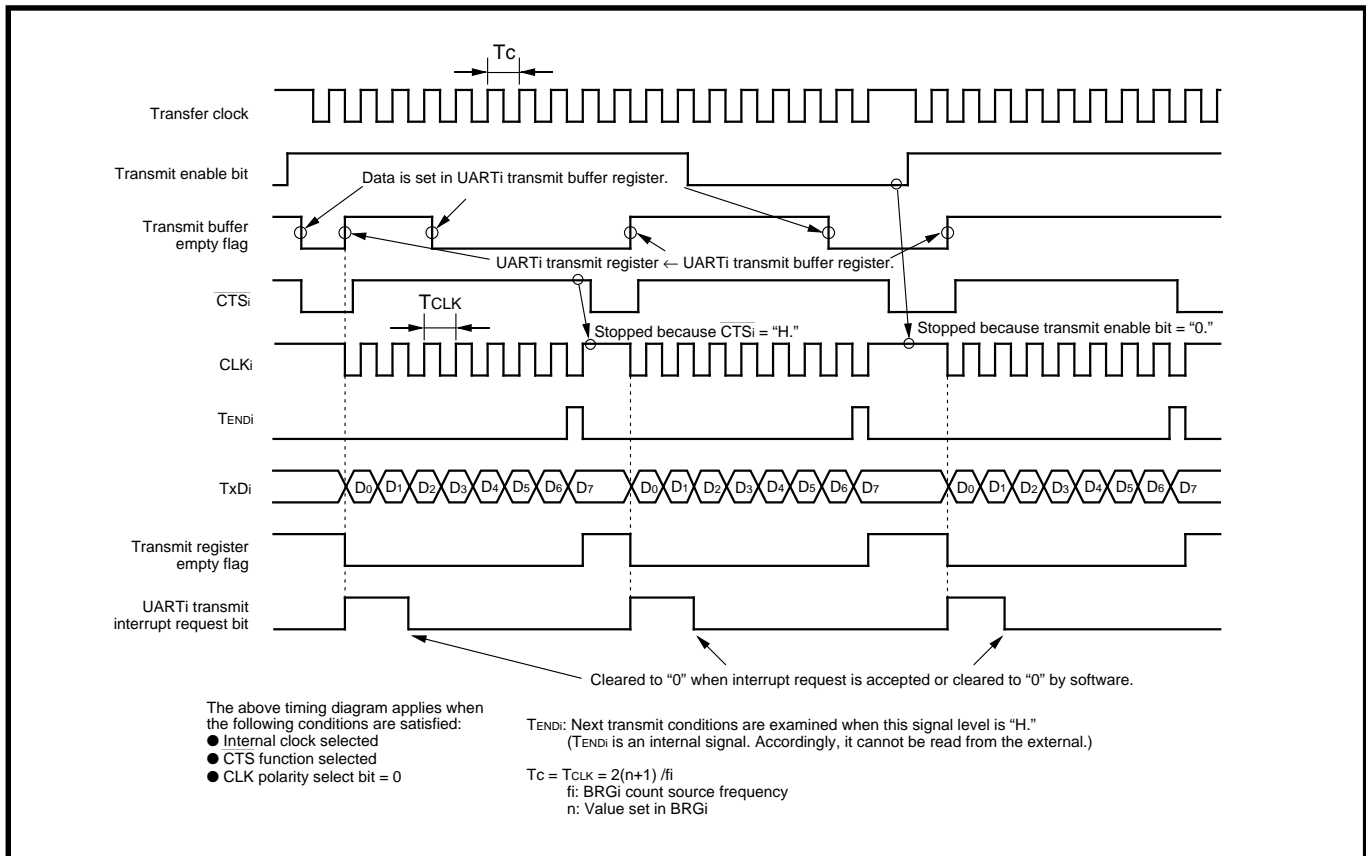 Tc
Transfer clock
Transmit enable bit
Data is set in UARTi transmit buffer register.
Transmit buffer
empty flag
UARTi transmit register ← UARTi transmit buffer register.
CTSi
TCLK
Stopped because CTSi = “H.”
Stopped because transmit enable bit = “0.”
CLKi
TENDi
TxDi
D0 D1 D2 D3 D4 D5 D6 D7 D0 D1 D2 D3 D4 D5 D6 D7 D0 D1 D2 D3 D4 D5 D6 D7
Transmit register
empty flag
UARTi transmit
interrupt request bit
Cleared to “0” when interrupt request is accepted or cleared to “0” by software.
The above timing diagram applies when
the following conditions are satisfied:
● Internal clock selected
● CTS function selected
● CLK polarity select bit = 0
TENDi: Next transmit conditions are examined when this signal level is “H.”
(TENDi is an internal signal. Accordingly, it cannot be read from the external.)
Tc = TCLK = 2(n+1) /fi
fi: BRGi count source frequency
n: Value set in BRGi